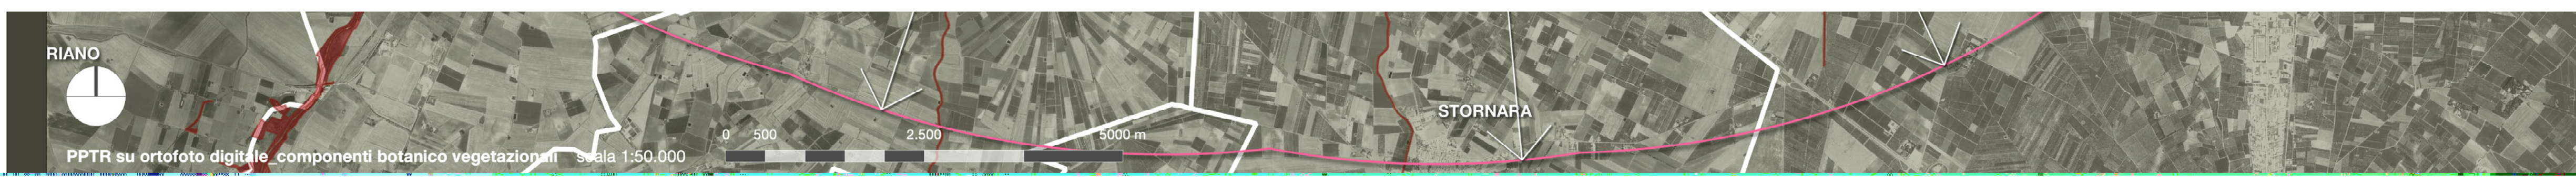 RIANO
STORNARA
0 500 2.500 5000 m
PPTR su ortofoto digitale_componenti botanico vegetazionali scala 1:50.000